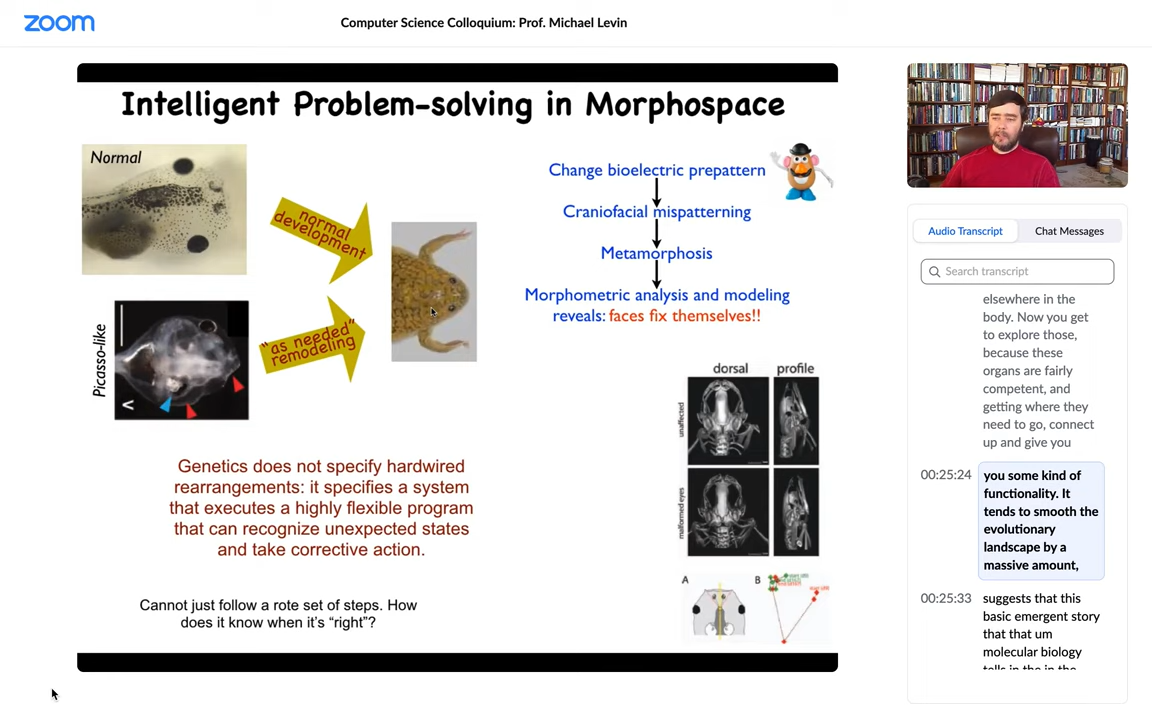 zoom
Computer Science Colloquium: Prof. Michael Levin
Intelligent Problem-solving in Morphospace
Normal
normal
development
Picasso-like
"as needed"
remodeling
Change bioelectric prepattern
Craniofacial mispatterning
Metamorphosis
Morphometric analysis and modeling
reveals: faces fix themselves!!
Genetics does not specify hardwired
rearrangements: it specifies a system
that executes a highly flexible program
that can recognize unexpected states
and take corrective action.
Cannot just follow a rote set of steps. How
does it know when it's "right"?
dorsal profile
unaffected
malformed eyes
A
B
Audio Transcript
Chat Messages
Search transcript
elsewhere in the
body. Now you get
to explore those,
because these
organs are fairly
competent, and
getting where they
need to go, connect
up and give you
00:25:24
you some kind of
functionality. It
tends to smooth the
evolutionary
landscape by a
massive amount,
00:25:33
suggests that this
basic emergent story
that that um
molecular biology
tells in the in the